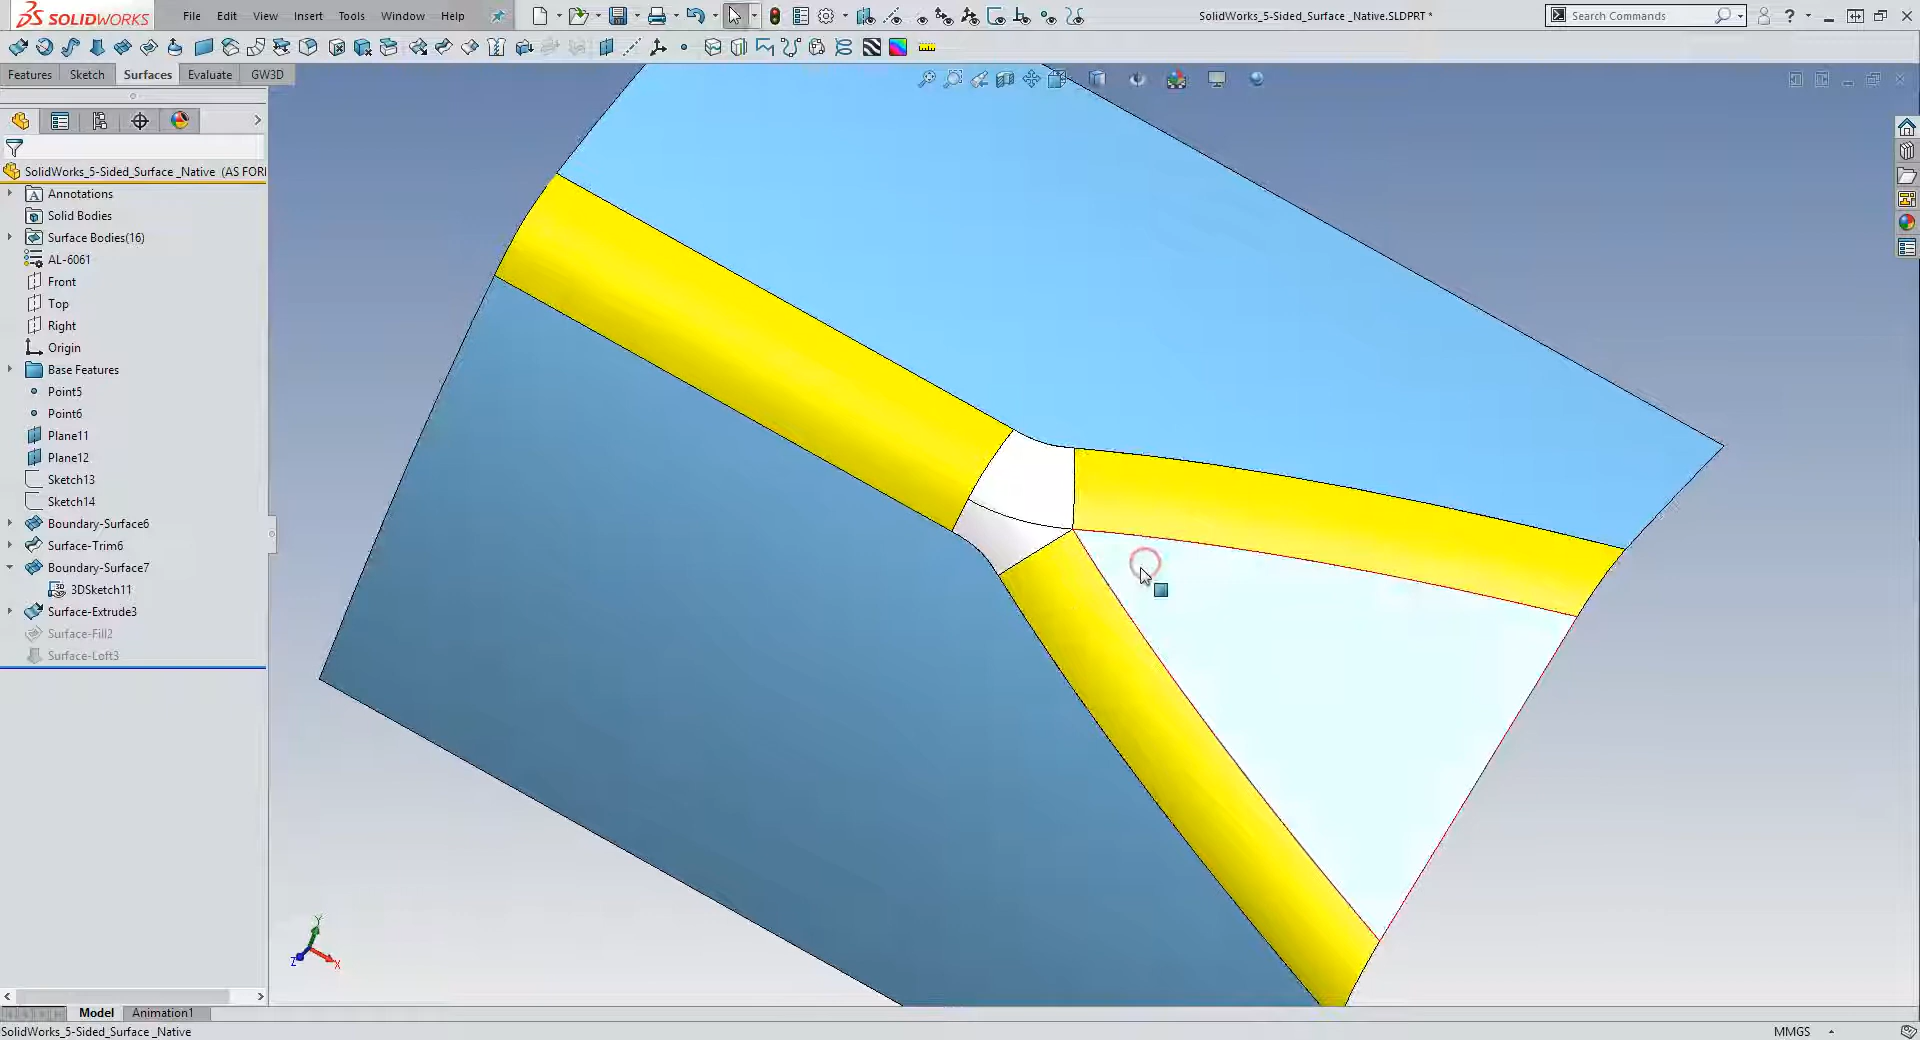 SOLIDWORKS File Edit View Insert Tools Window Help SolidWorks_5-Sided_Surface _Native.SLDPRT * Search Commands ?
Features Sketch Surfaces Evaluate GW3D
SolidWorks_5-Sided_Surface _Native (AS FORI
A Annotations
Solid Bodies
Surface Bodies(16)
AL-6061
Front
Top
Right
Origin
Base Features
Point5
Point6
Plane11
Plane12
Sketch13
Sketch14
Boundary-Surface6
Surface-Trim6
Boundary-Surface7
3DSketch11
Surface-Extrude3
Surface-Fill2
Surface-Loft3
Y
Z X
Model Animation1
SolidWorks_5-Sided_Surface _Native MMGS